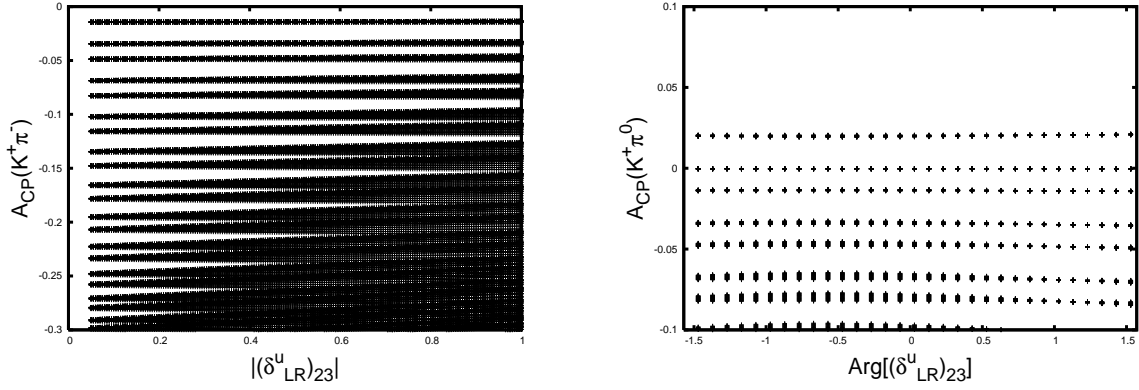 0
-0.05
-0.1
-0.15
-0.2
-0.25
-0.3
0 0.2 0.4 0.6 0.8 1
A_CP(K^+π^-)
|(δ^u_LR)_23|
0.1
0.05
0
-0.05
-0.1
-1.5 -1 -0.5 0 0.5 1 1.5
A_CP(K^+π^0)
Arg[(δ^u_LR)_23]